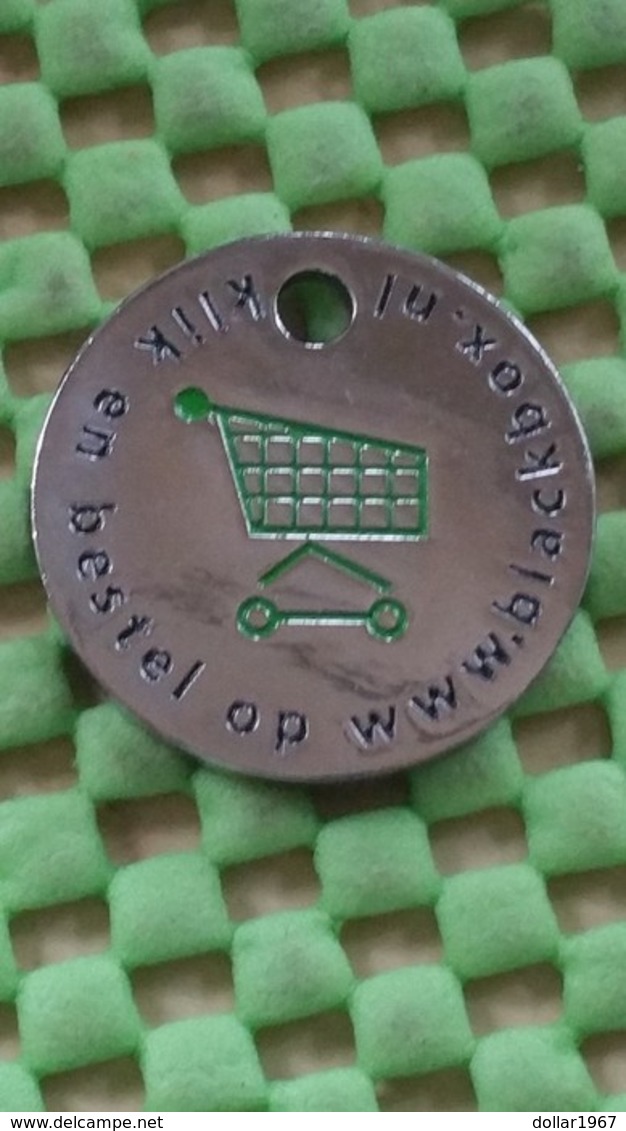 klik en bestel op www.blackbox.nl
www.delcampe.net
dollar1967